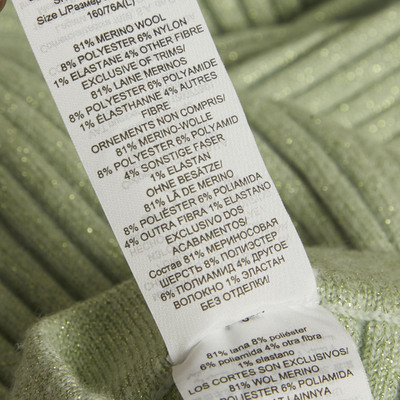 Size L/Размер
160/76A(L)
81% MERINO WOOL
8% POLYESTER 6% NYLON
1% ELASTANE 4% OTHER FIBRE
EXCLUSIVE OF TRIMS/
81% LAINE MERINOS
8% POLYESTER 6% POLYAMIDE
1% ÉLASTHANNE 4% AUTRES
FIBRE
ORNEMENTS NON COMPRIS/
81% MERINO-WOLLE
8% POLYESTER 6% POLYAMID
4% SONSTIGE FASER
1% ELASTAN
OHNE BESÄTZE/
81% LÃ DE MERINO
8% POLIÉSTER 6% POLIAMIDA
4% OUTRA FIBRA 1% ELASTANO
EXCLUSIVO DOS
ACABAMENTOS/
Состав 81% МЕРИНОСОВАЯ
ШЕРСТЬ 8% ПОЛИЭСТЕР
6% ПОЛИАМИД 4% ДРУГОЕ
ВОЛОКНО 1% ЭЛАСТАН
БЕЗ ОТДЕЛКИ/
81% lana 8% poliéster
6% poliamida 4% otra fibra
1% elastano
LOS CORTES SON EXCLUSIVOS/
81% WOL MERINO
POLIESTER 6% POLIAMIDA
LAINNYA